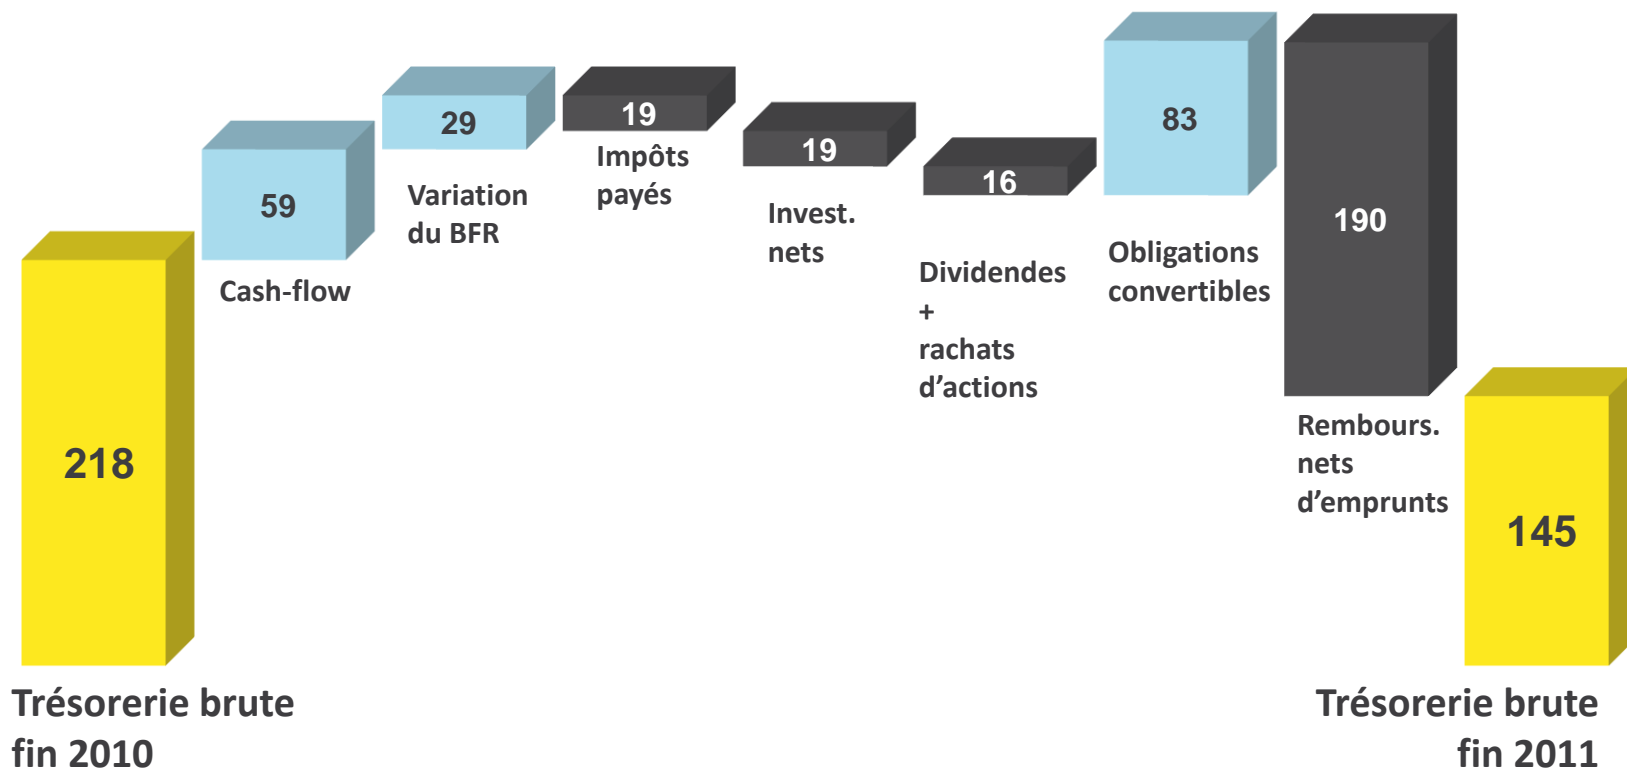 218
Trésorerie brute
fin 2010
59
Cash-flow
29
Variation
du BFR
19
Impôts
payés
19
Invest.
nets
16
Dividendes
+
rachats
d’actions
83
Obligations
convertibles
190
Rembours.
nets
d’emprunts
145
Trésorerie brute
fin 2011